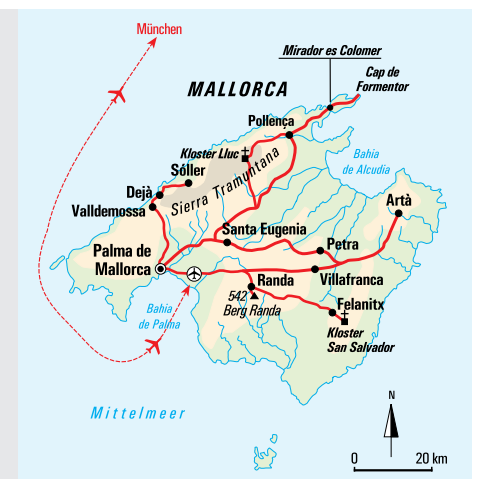 München
Mirador es Colomer
MALLORCA
Cap de
Formentor
Pollença
Kloster Lluc
Bahia
de Alcudia
Sóller
Sierra Tramuntana
Dejà
Valldemossa
Artà
Santa Eugenia
Petra
Palma de
Mallorca
Randa
Villafranca
542
Berg Randa
Felanitx
Bahia
de Palma
Kloster
San Salvador
Mittelmeer
N
0 20 km